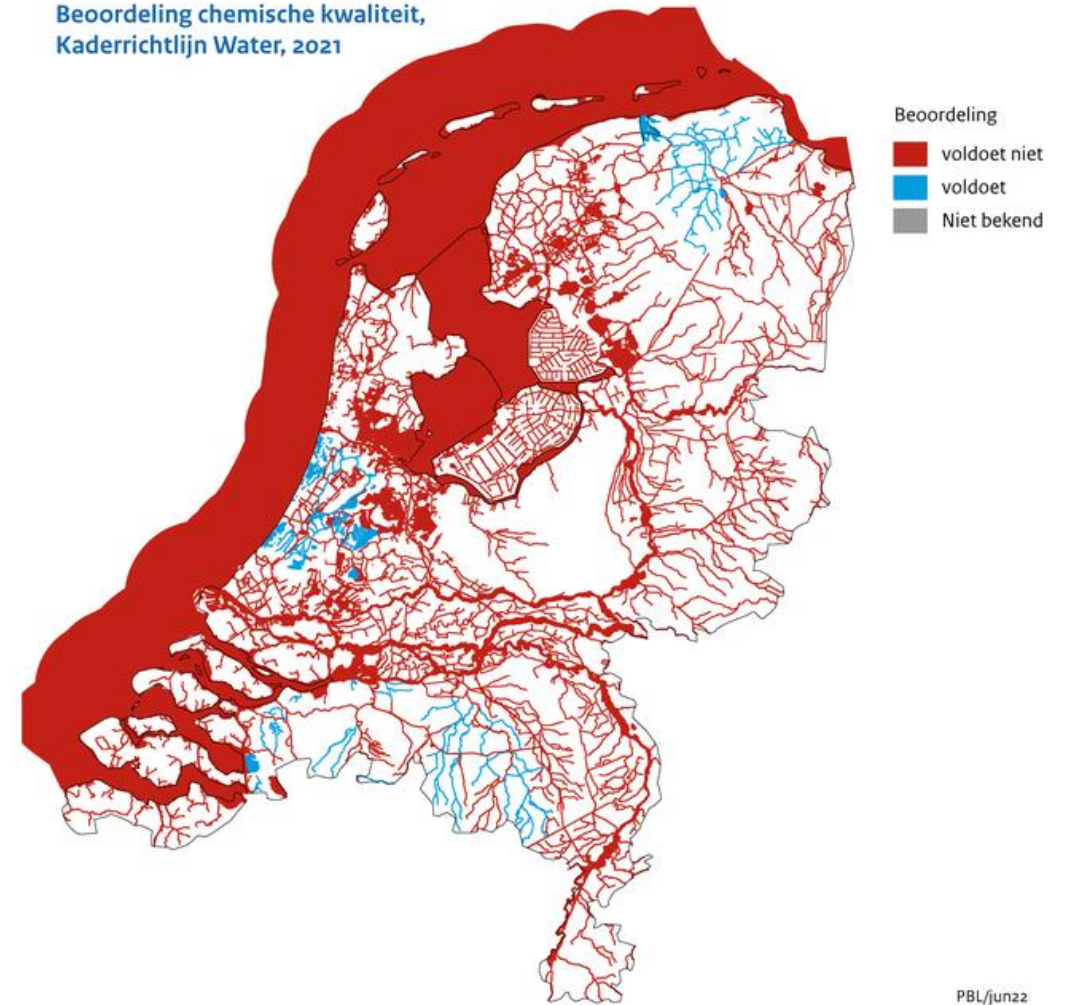 Beoordeling chemische kwaliteit,
Kaderrichtlijn Water, 2021
Beoordeling
voldoet niet
voldoet
Niet bekend
PBL/jun22